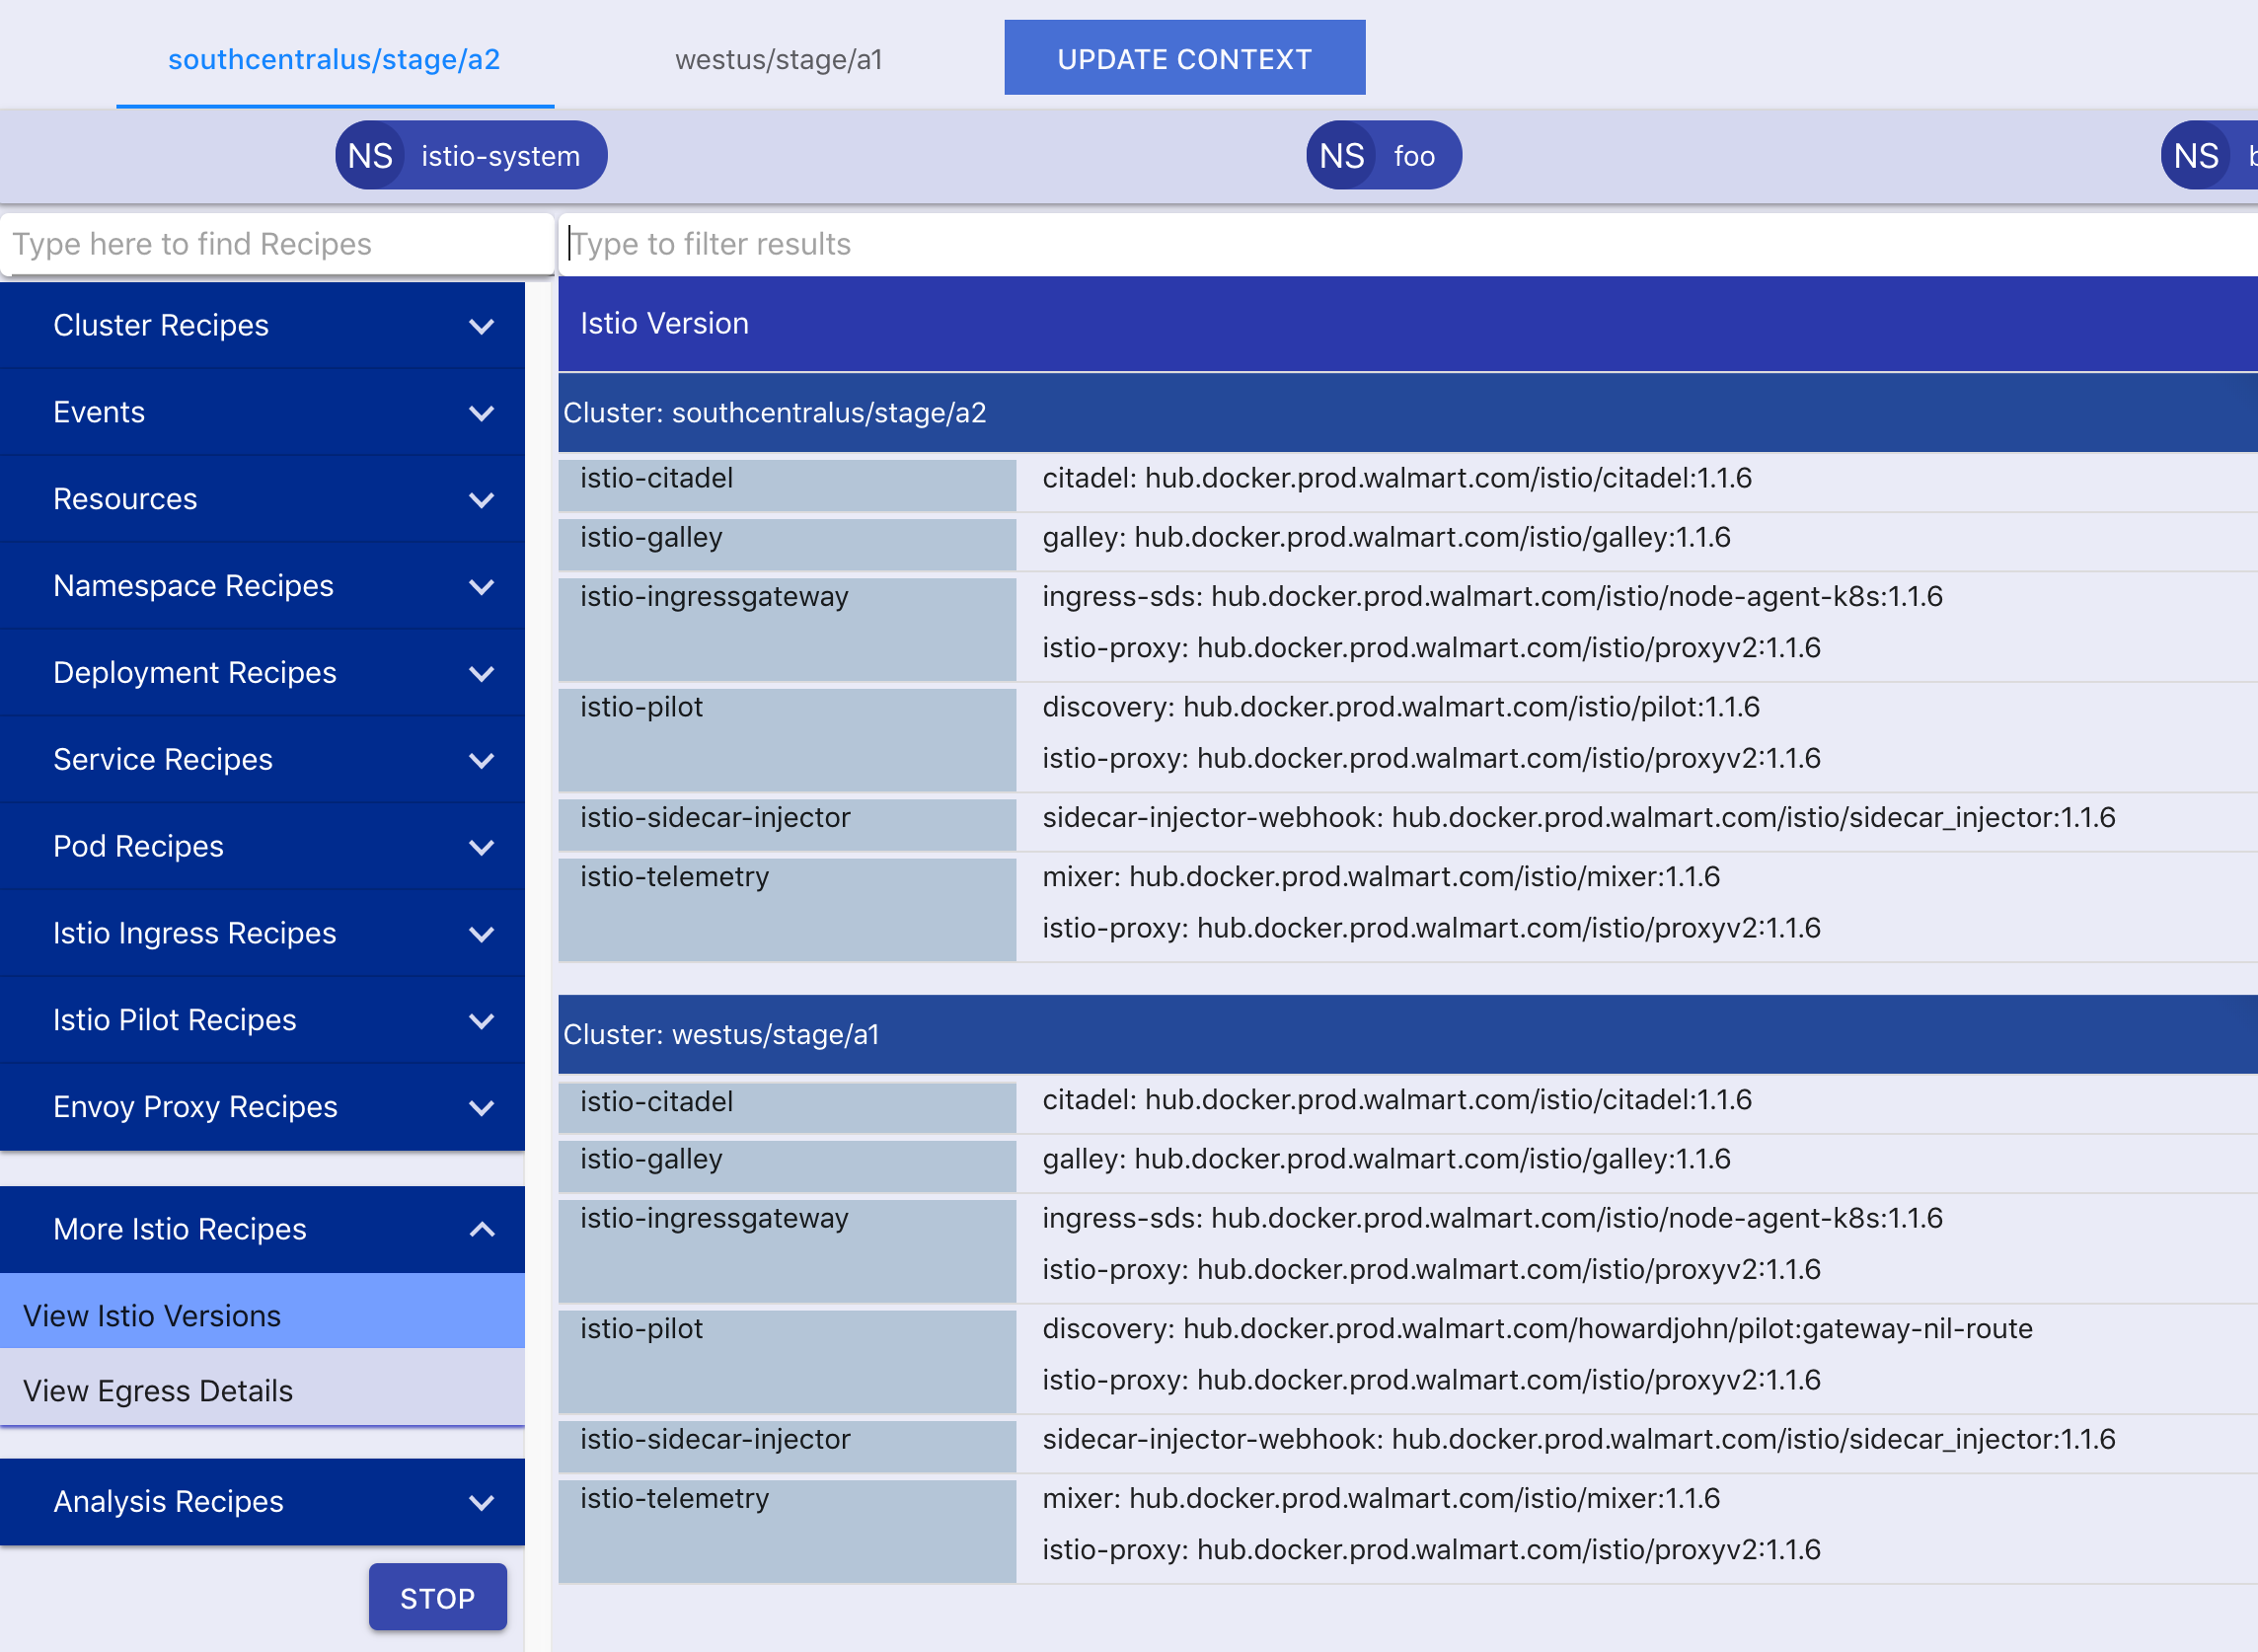 southcentralus/stage/a2
westus/stage/a1
UPDATE CONTEXT
NS istio-system
NS foo
NS
Type here to find Recipes
Type to filter results
Cluster Recipes
Events
Resources
Namespace Recipes
Deployment Recipes
Service Recipes
Pod Recipes
Istio Ingress Recipes
Istio Pilot Recipes
Envoy Proxy Recipes
More Istio Recipes
View Istio Versions
View Egress Details
Analysis Recipes
STOP
Istio Version
Cluster: southcentralus/stage/a2
istio-citadel citadel: hub.docker.prod.walmart.com/istio/citadel:1.1.6
istio-galley galley: hub.docker.prod.walmart.com/istio/galley:1.1.6
istio-ingressgateway ingress-sds: hub.docker.prod.walmart.com/istio/node-agent-k8s:1.1.6
istio-proxy: hub.docker.prod.walmart.com/istio/proxyv2:1.1.6
istio-pilot discovery: hub.docker.prod.walmart.com/istio/pilot:1.1.6
istio-proxy: hub.docker.prod.walmart.com/istio/proxyv2:1.1.6
istio-sidecar-injector sidecar-injector-webhook: hub.docker.prod.walmart.com/istio/sidecar_injector:1.1.6
istio-telemetry mixer: hub.docker.prod.walmart.com/istio/mixer:1.1.6
istio-proxy: hub.docker.prod.walmart.com/istio/proxyv2:1.1.6
Cluster: westus/stage/a1
istio-citadel citadel: hub.docker.prod.walmart.com/istio/citadel:1.1.6
istio-galley galley: hub.docker.prod.walmart.com/istio/galley:1.1.6
istio-ingressgateway ingress-sds: hub.docker.prod.walmart.com/istio/node-agent-k8s:1.1.6
istio-proxy: hub.docker.prod.walmart.com/istio/proxyv2:1.1.6
istio-pilot discovery: hub.docker.prod.walmart.com/howardjohn/pilot:gateway-nil-route
istio-proxy: hub.docker.prod.walmart.com/istio/proxyv2:1.1.6
istio-sidecar-injector sidecar-injector-webhook: hub.docker.prod.walmart.com/istio/sidecar_injector:1.1.6
istio-telemetry mixer: hub.docker.prod.walmart.com/istio/mixer:1.1.6
istio-proxy: hub.docker.prod.walmart.com/istio/proxyv2:1.1.6